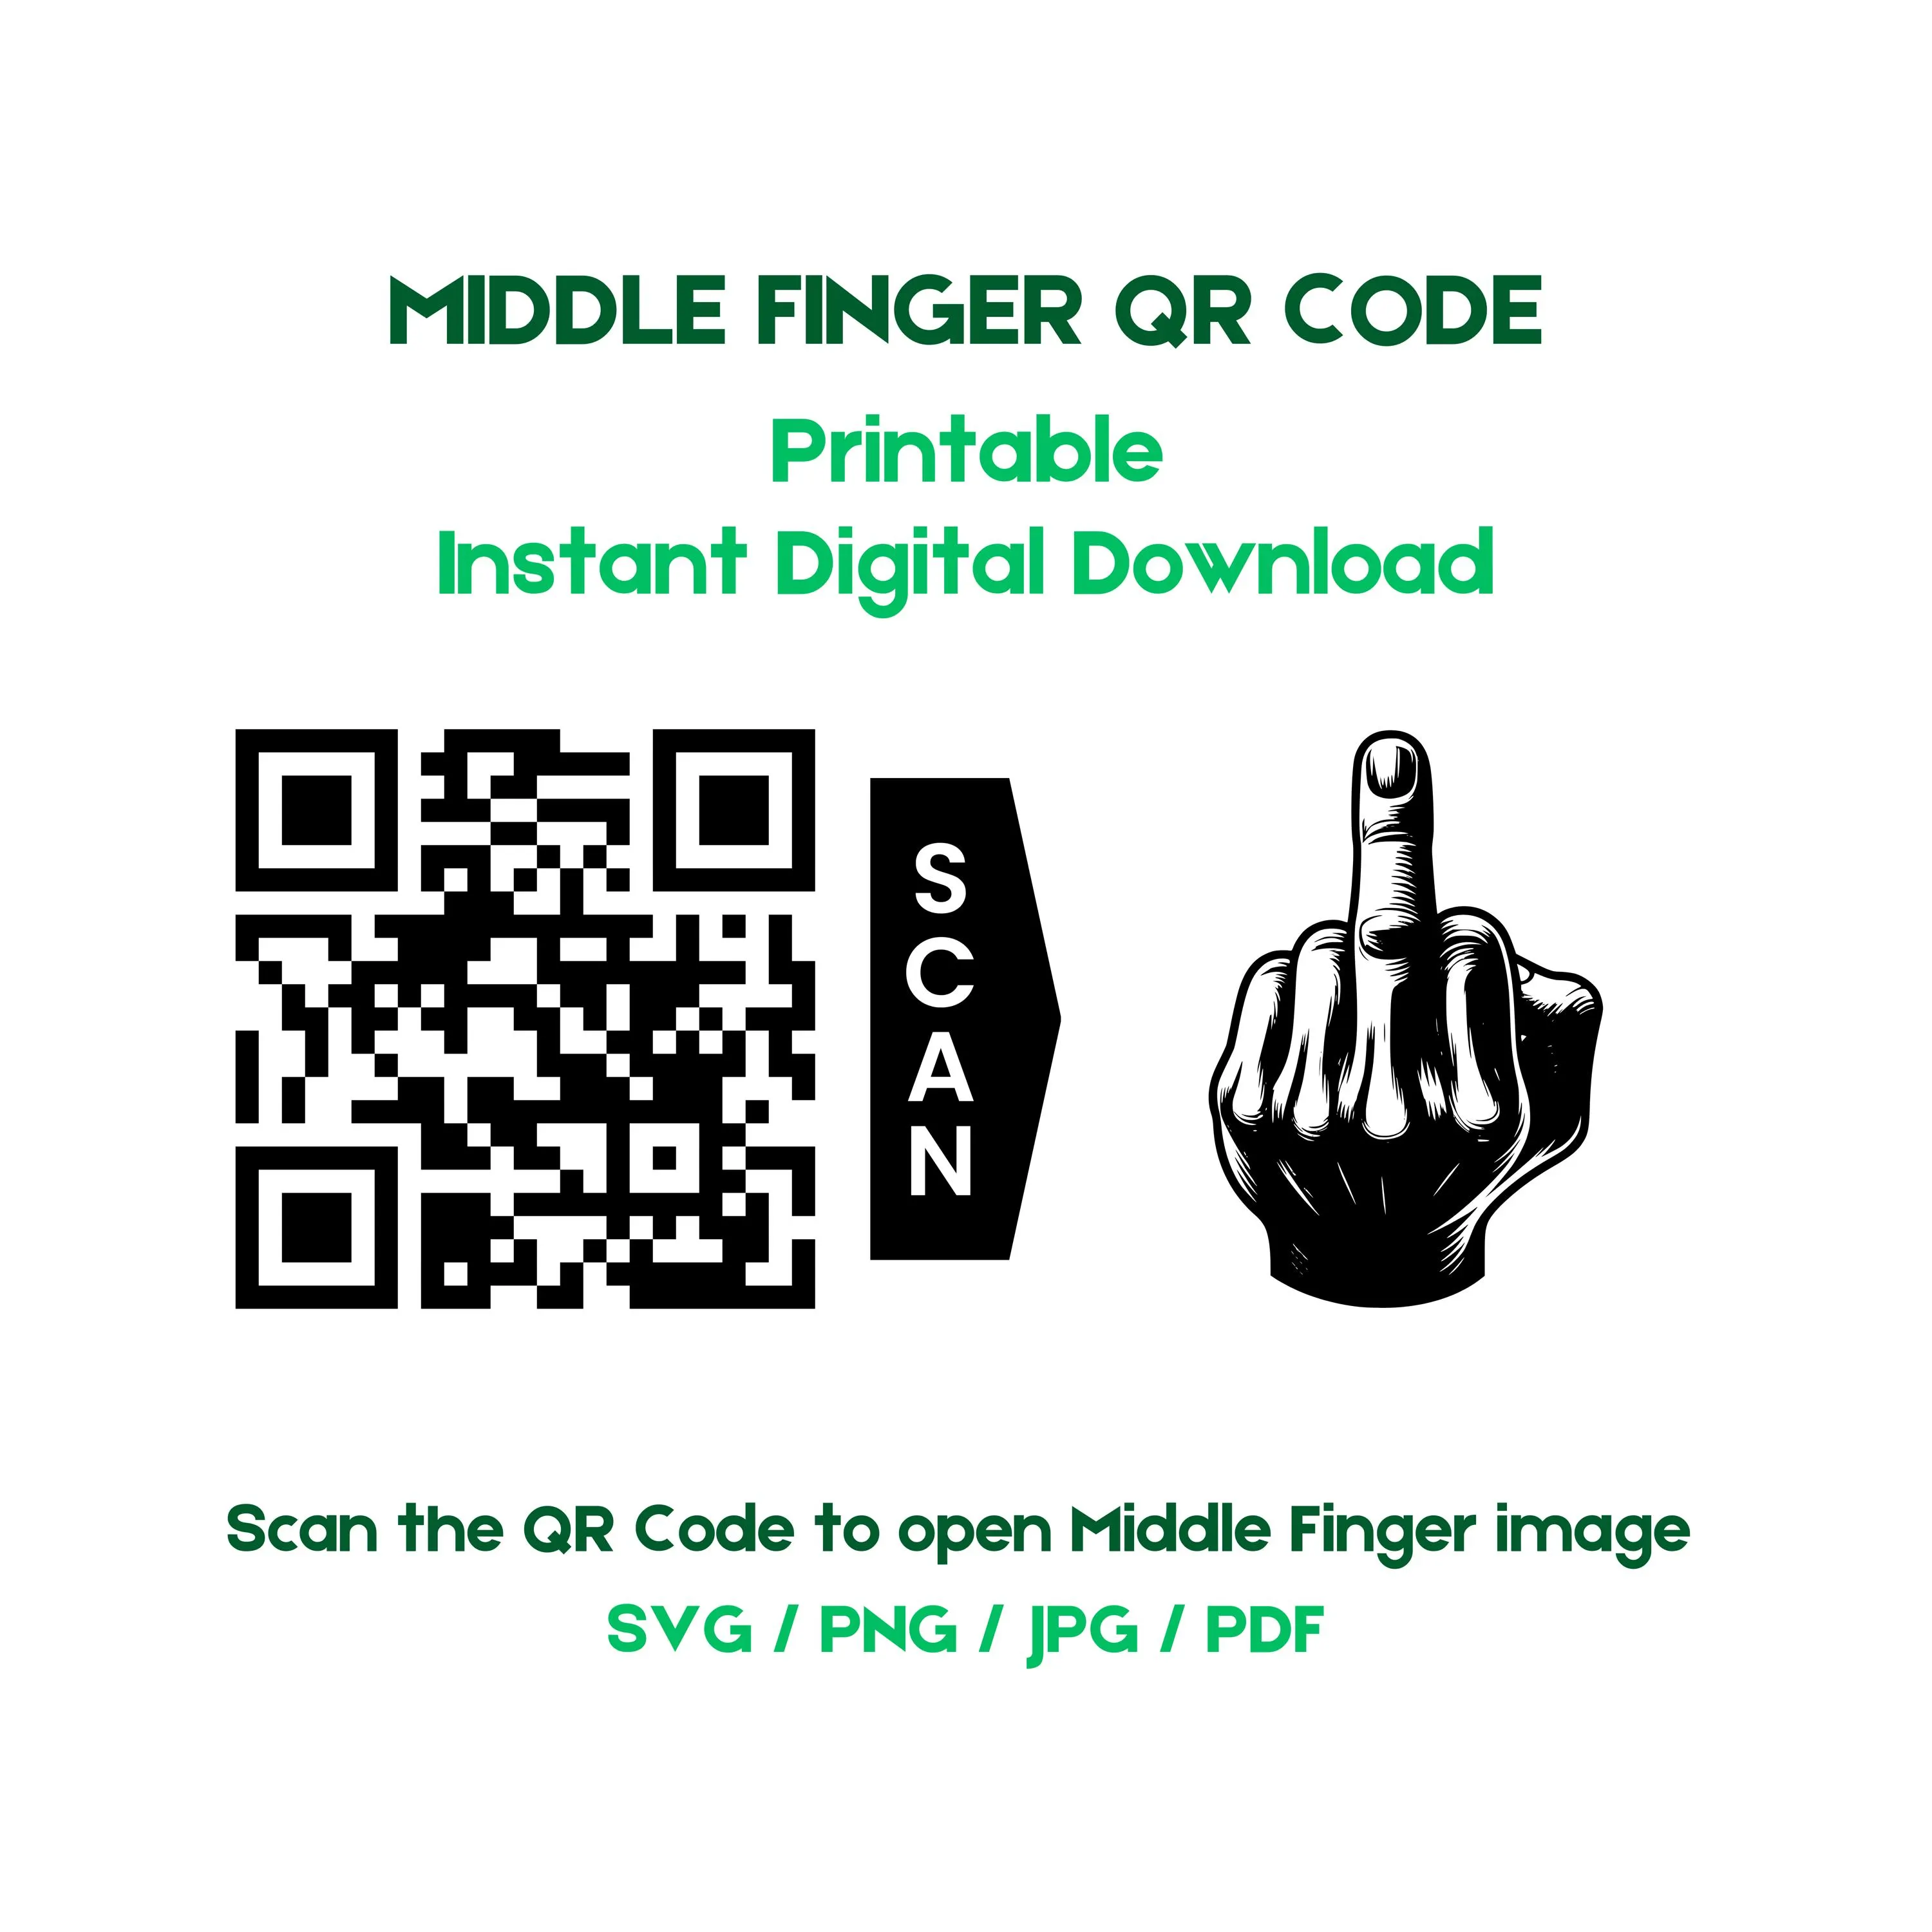 MIDDLE FINGER QR CODE
Printable
Instant Digital Download
SCAN
Scan the QR Code to open Middle Finger image
SVG / PNG / JPG / PDF